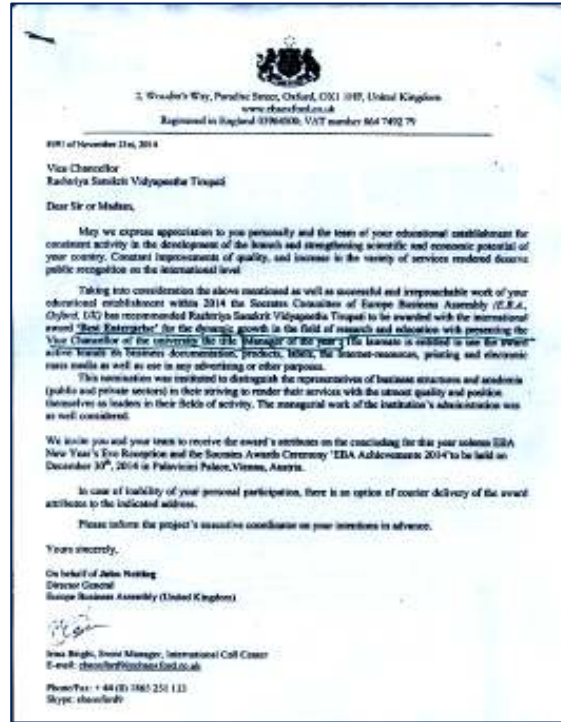 2, Woodin's Way, Paradise Street, Oxford, OX1 1HF, United Kingdom
www.ebaoxford.co.uk
Registered in England 03964500, VAT number 864 7492 79
of November 21st, 2014
Vice Chancellor
Rashtriya Sanskrit Vidyapeetha Tirupati
Dear Sir or Madam,
May we express appreciation to you personally and the team of your educational establishment for
consistent activity in the development of the branch and strengthening scientific and economic potential of
your country. Constant improvements of quality, and increase in the variety of services rendered deserve
public recognition on the international level
Taking into consideration the above mentioned as well as successful and irreproachable work of your
educational establishment within 2014 the Socrates Committee of Europe Business Assembly (E.B.A.,
Oxford, UK) has recommended Rashtriya Sanskrit Vidyapeetha Tirupati to be awarded with the international
award 'Best Enterprise' for the dynamic growth in the field of research and education with presenting the
Vice Chancellor of the university the title Manager of the year. The laureate is entitled to use the award
active brands on business documentation, products, labels, the internet-resources, printing and electronic
mass media as well as use in any advertising or other purposes.
This nomination was instituted to distinguish the representatives of business structures and academia
(public and private sectors) in their striving to render their services with the utmost quality and position
themselves as leaders in their fields of activity. The managerial work of the institution's administration was
as well considered.
We invite you and your team to receive the award's attributes on the concluding for this year solemn EBA
New Year's Eve Reception and the Socrates Awards Ceremony 'EBA Achievements 2014' to be held on
December 30th, 2014 in Palavicini Palace, Vienna, Austria.
In case of inability of your personal participation, there is an option of courier delivery of the award
attributes to the indicated address.
Please inform the project's executive coordinator on your intentions in advance.
Yours sincerely,
On behalf of John Netting
Director General
Europe Business Assembly (United Kingdom)
Irma Bright, Event Manager, International Call Center
E-mail:
Phone/Fax: +44 (0) 1865 251 133
Skype: ebaoxford9